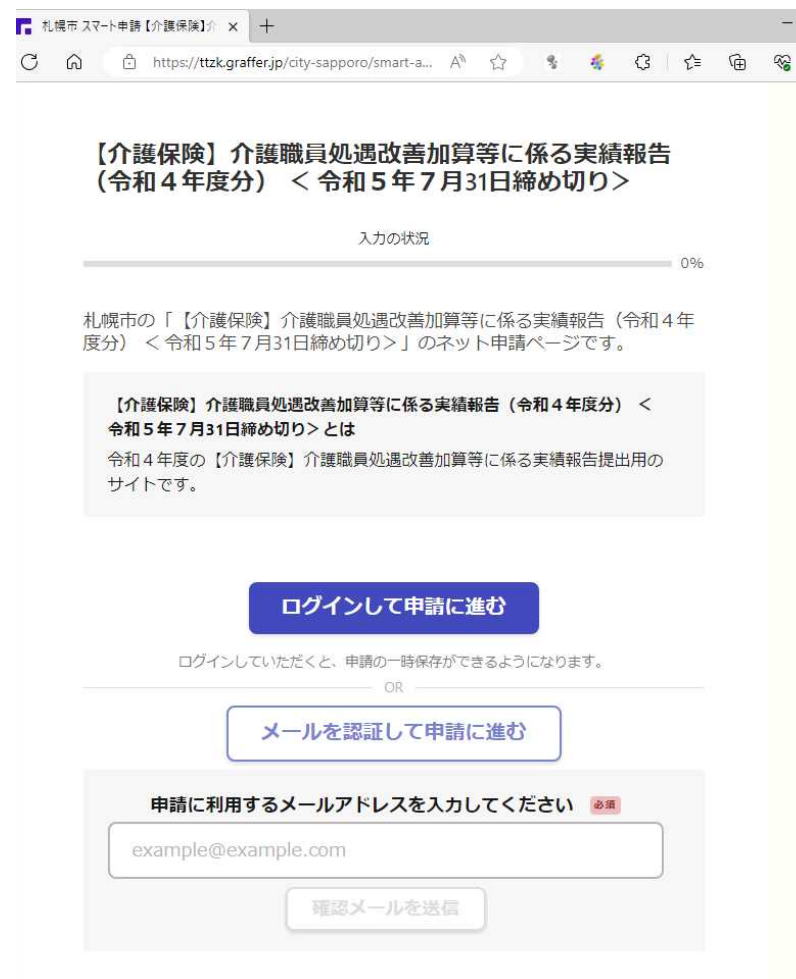 札幌市 スマート申請【介護保険】介
https://ttzk.graffer.jp/city-sapporo/smart-a...
【介護保険】介護職員処遇改善加算等に係る実績報告
（令和４年度分） ＜ 令和５年７月31日締め切り＞
入力の状況
0%
札幌市の「【介護保険】介護職員処遇改善加算等に係る実績報告（令和４年
度分） ＜ 令和５年７月31日締め切り＞」のネット申請ページです。
【介護保険】介護職員処遇改善加算等に係る実績報告（令和４年度分） ＜
令和５年７月31日締め切り＞とは
令和４年度の【介護保険】介護職員処遇改善加算等に係る実績報告提出用の
サイトです。
ログインして申請に進む
ログインしていただくと、申請の一時保存ができるようになります。
OR
メールを認証して申請に進む
申請に利用するメールアドレスを入力してください 必須
example@example.com
確認メールを送信